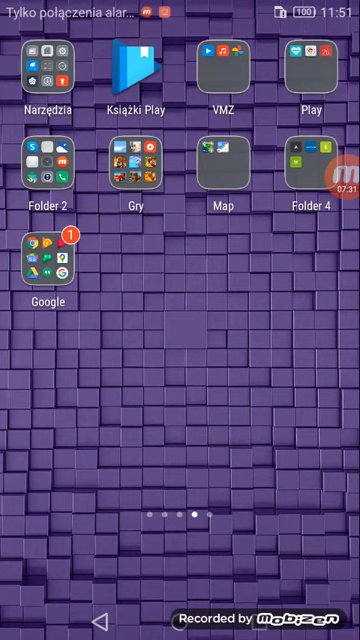 Tylko połączenia alar... 100 11:51
Narzędzia Książki Play VMZ Play
07:31
Folder 2 Gry Map Folder 4
1
Google
Recorded by Mobizen